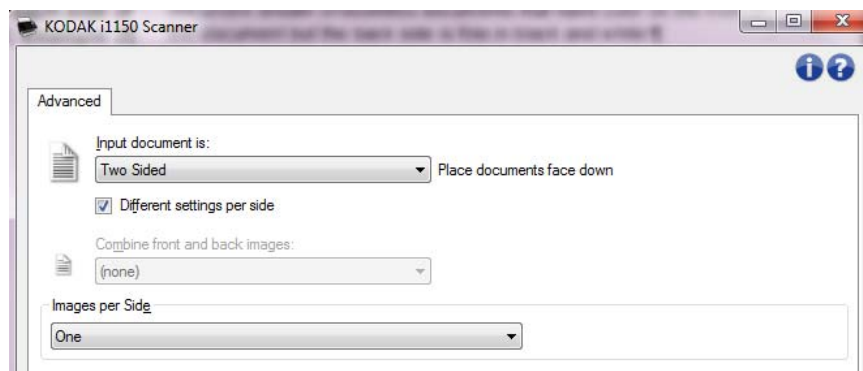 KODAK i1150 Scanner
Advanced
Input document is:
Two Sided Place documents face down
Different settings per side
Combine front and back images:
(none)
Images per Side
One